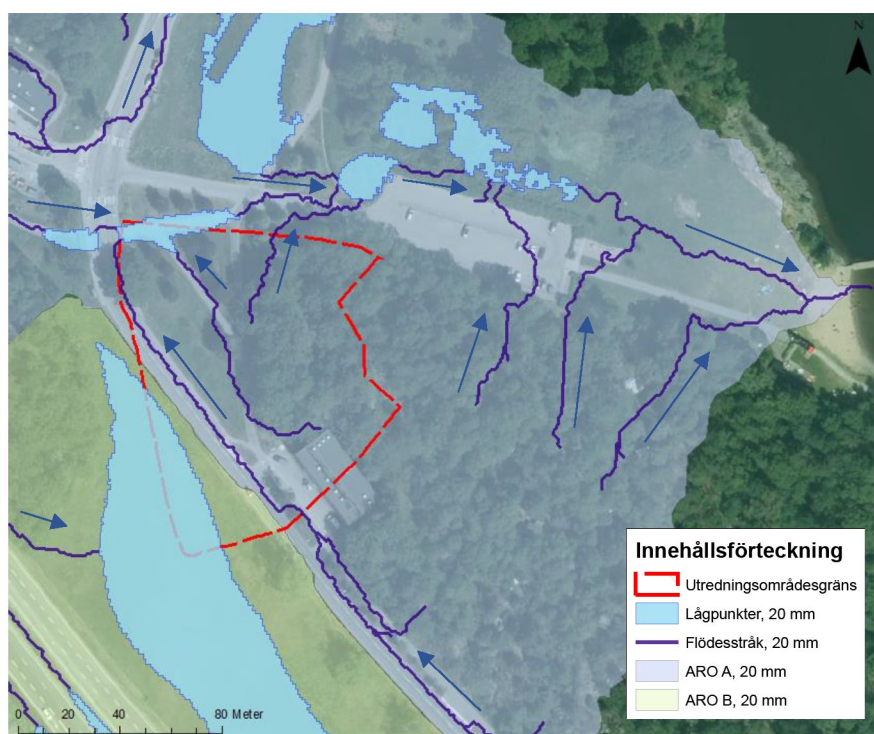 N
Innehållsförteckning
Utredningsområdesgräns
Lågpunkter, 20 mm
Flödesstråk, 20 mm
ARO A, 20 mm
ARO B, 20 mm
0 20 40 80 Meter